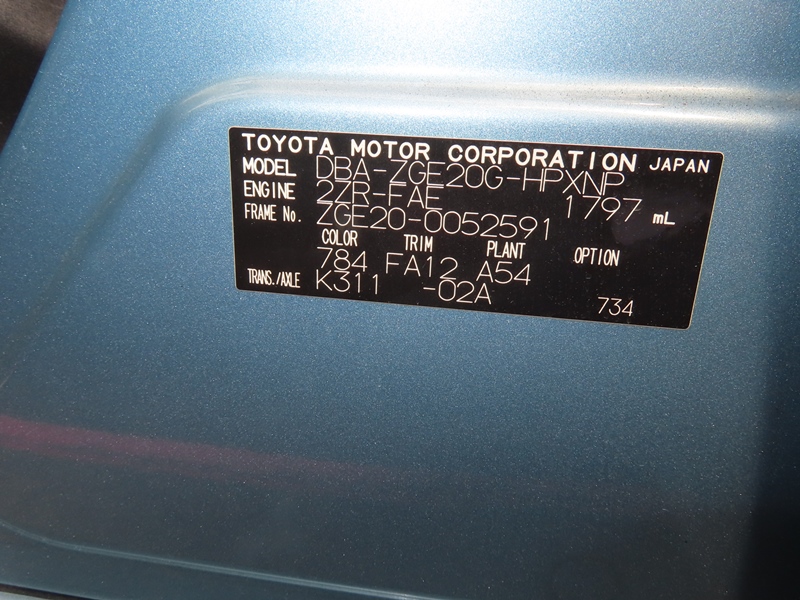 TOYOTA MOTOR CORPORATION JAPAN
MODEL DBA-ZGE20G-HPXNP
ENGINE 2ZR-FAE 1797 mL
FRAME No. ZGE20-0052591
COLOR TRIM PLANT OPTION
784 FA12 A54
TRANS./AXLE K311 -02A
734